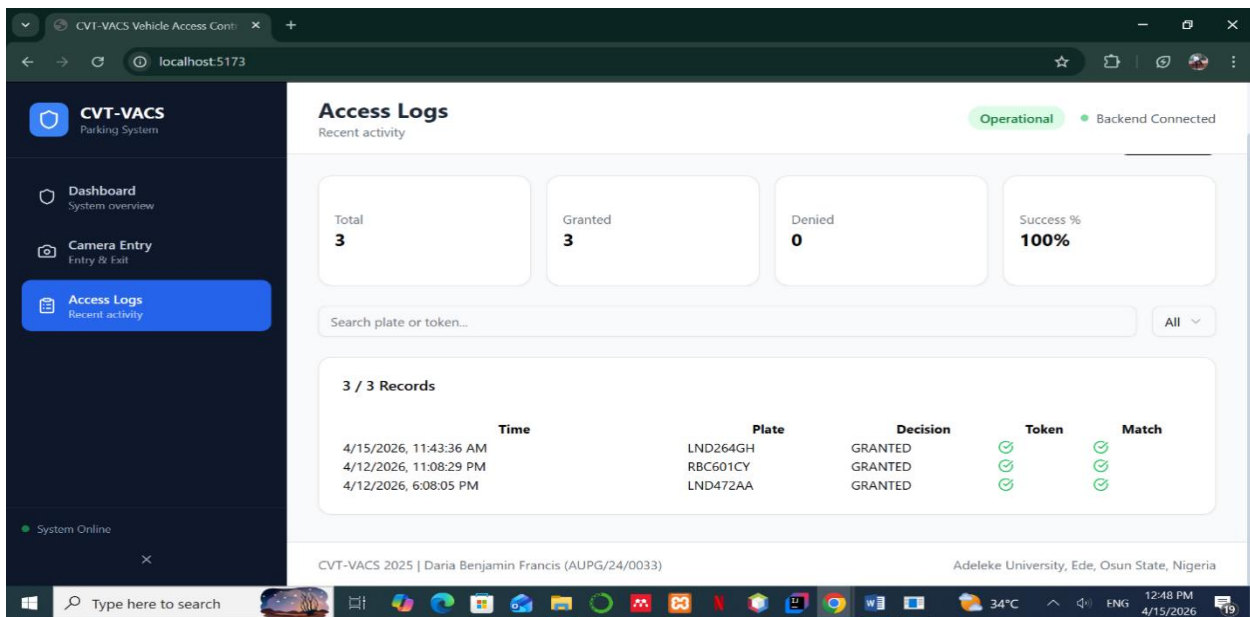 CVT-VACS Vehicle Access Cont
localhost:5173
CVT-VACS
Parking System
Dashboard
System overview
Camera Entry
Entry & Exit
Access Logs
Recent activity
System Online
Access Logs
Recent activity
Operational
Backend Connected
Total
3
Granted
3
Denied
0
Success %
100%
Search plate or token...
All
3 / 3 Records
Time Plate Decision Token Match
4/15/2026, 11:43:36 AM LND264GH GRANTED
4/12/2026, 11:08:29 PM RBC601CY GRANTED
4/12/2026, 6:08:05 PM LND472AA GRANTED
CVT-VACS 2025 | Daria Benjamin Francis (AUPG/24/0033)
Adeleke University, Ede, Osun State, Nigeria
Type here to search
34°C
ENG
12:48 PM
4/15/2026
19